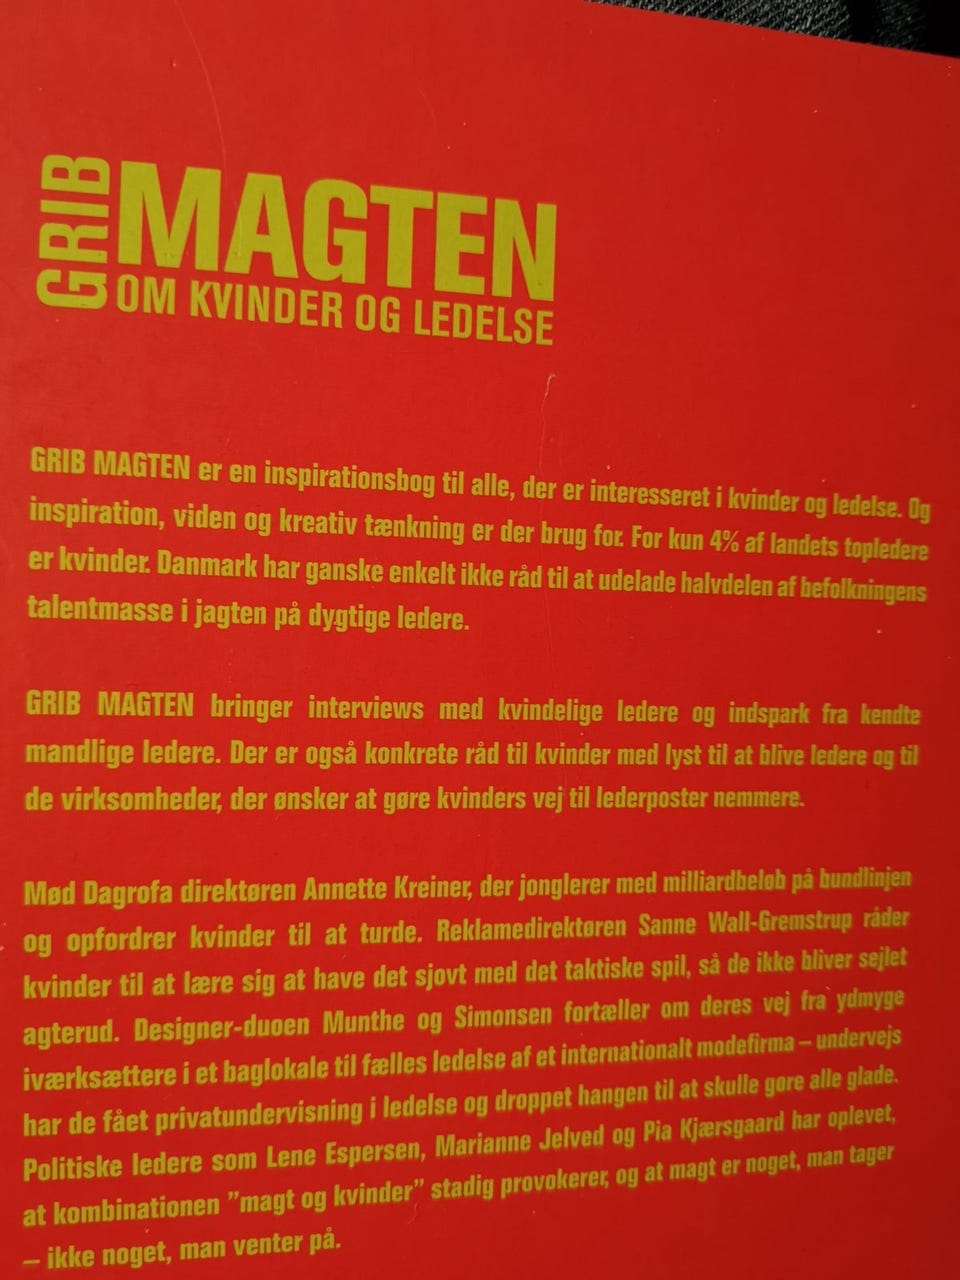 GRIB MAGTEN
OM KVINDER OG LEDELSE
GRIB MAGTEN er en inspirationsbog til alle, der er interesseret i kvinder og ledelse. Og
inspiration, viden og kreativ tænkning er der brug for. For kun 4% af landets topledere
er kvinder. Danmark har ganske enkelt ikke råd til at udelade halvdelen af befolkningens
talentmasse i jagten på dygtige ledere.
GRIB MAGTEN bringer interviews med kvindelige ledere og indspark fra kendte
mandlige ledere. Der er også konkrete råd til kvinder med lyst til at blive ledere og til
de virksomheder, der ønsker at gøre kvinders vej til lederposter nemmere.
Mød Dagrofa direktøren Annette Kreiner, der jonglerer med milliardbeløb på bundlinjen
og opfordrer kvinder til at turde. Reklamedirektøren Sanne Wall-Gremstrup råder
kvinder til at lære sig at have det sjovt med det taktiske spil, så de ikke bliver sejlet
agterud. Designer-duoen Munthe og Simonsen fortæller om deres vej fra ydmyge
iværksættere i et baglokale til fælles ledelse af et internationalt modefirma – undervejs
har de fået privatundervisning i ledelse og droppet hangen til at skulle gøre alle glade.
Politiske ledere som Lene Espersen, Marianne Jelved og Pia Kjærsgaard har oplevet,
at kombinationen ”magt og kvinder” stadig provokerer, og at magt er noget, man tager
– ikke noget, man venter på.